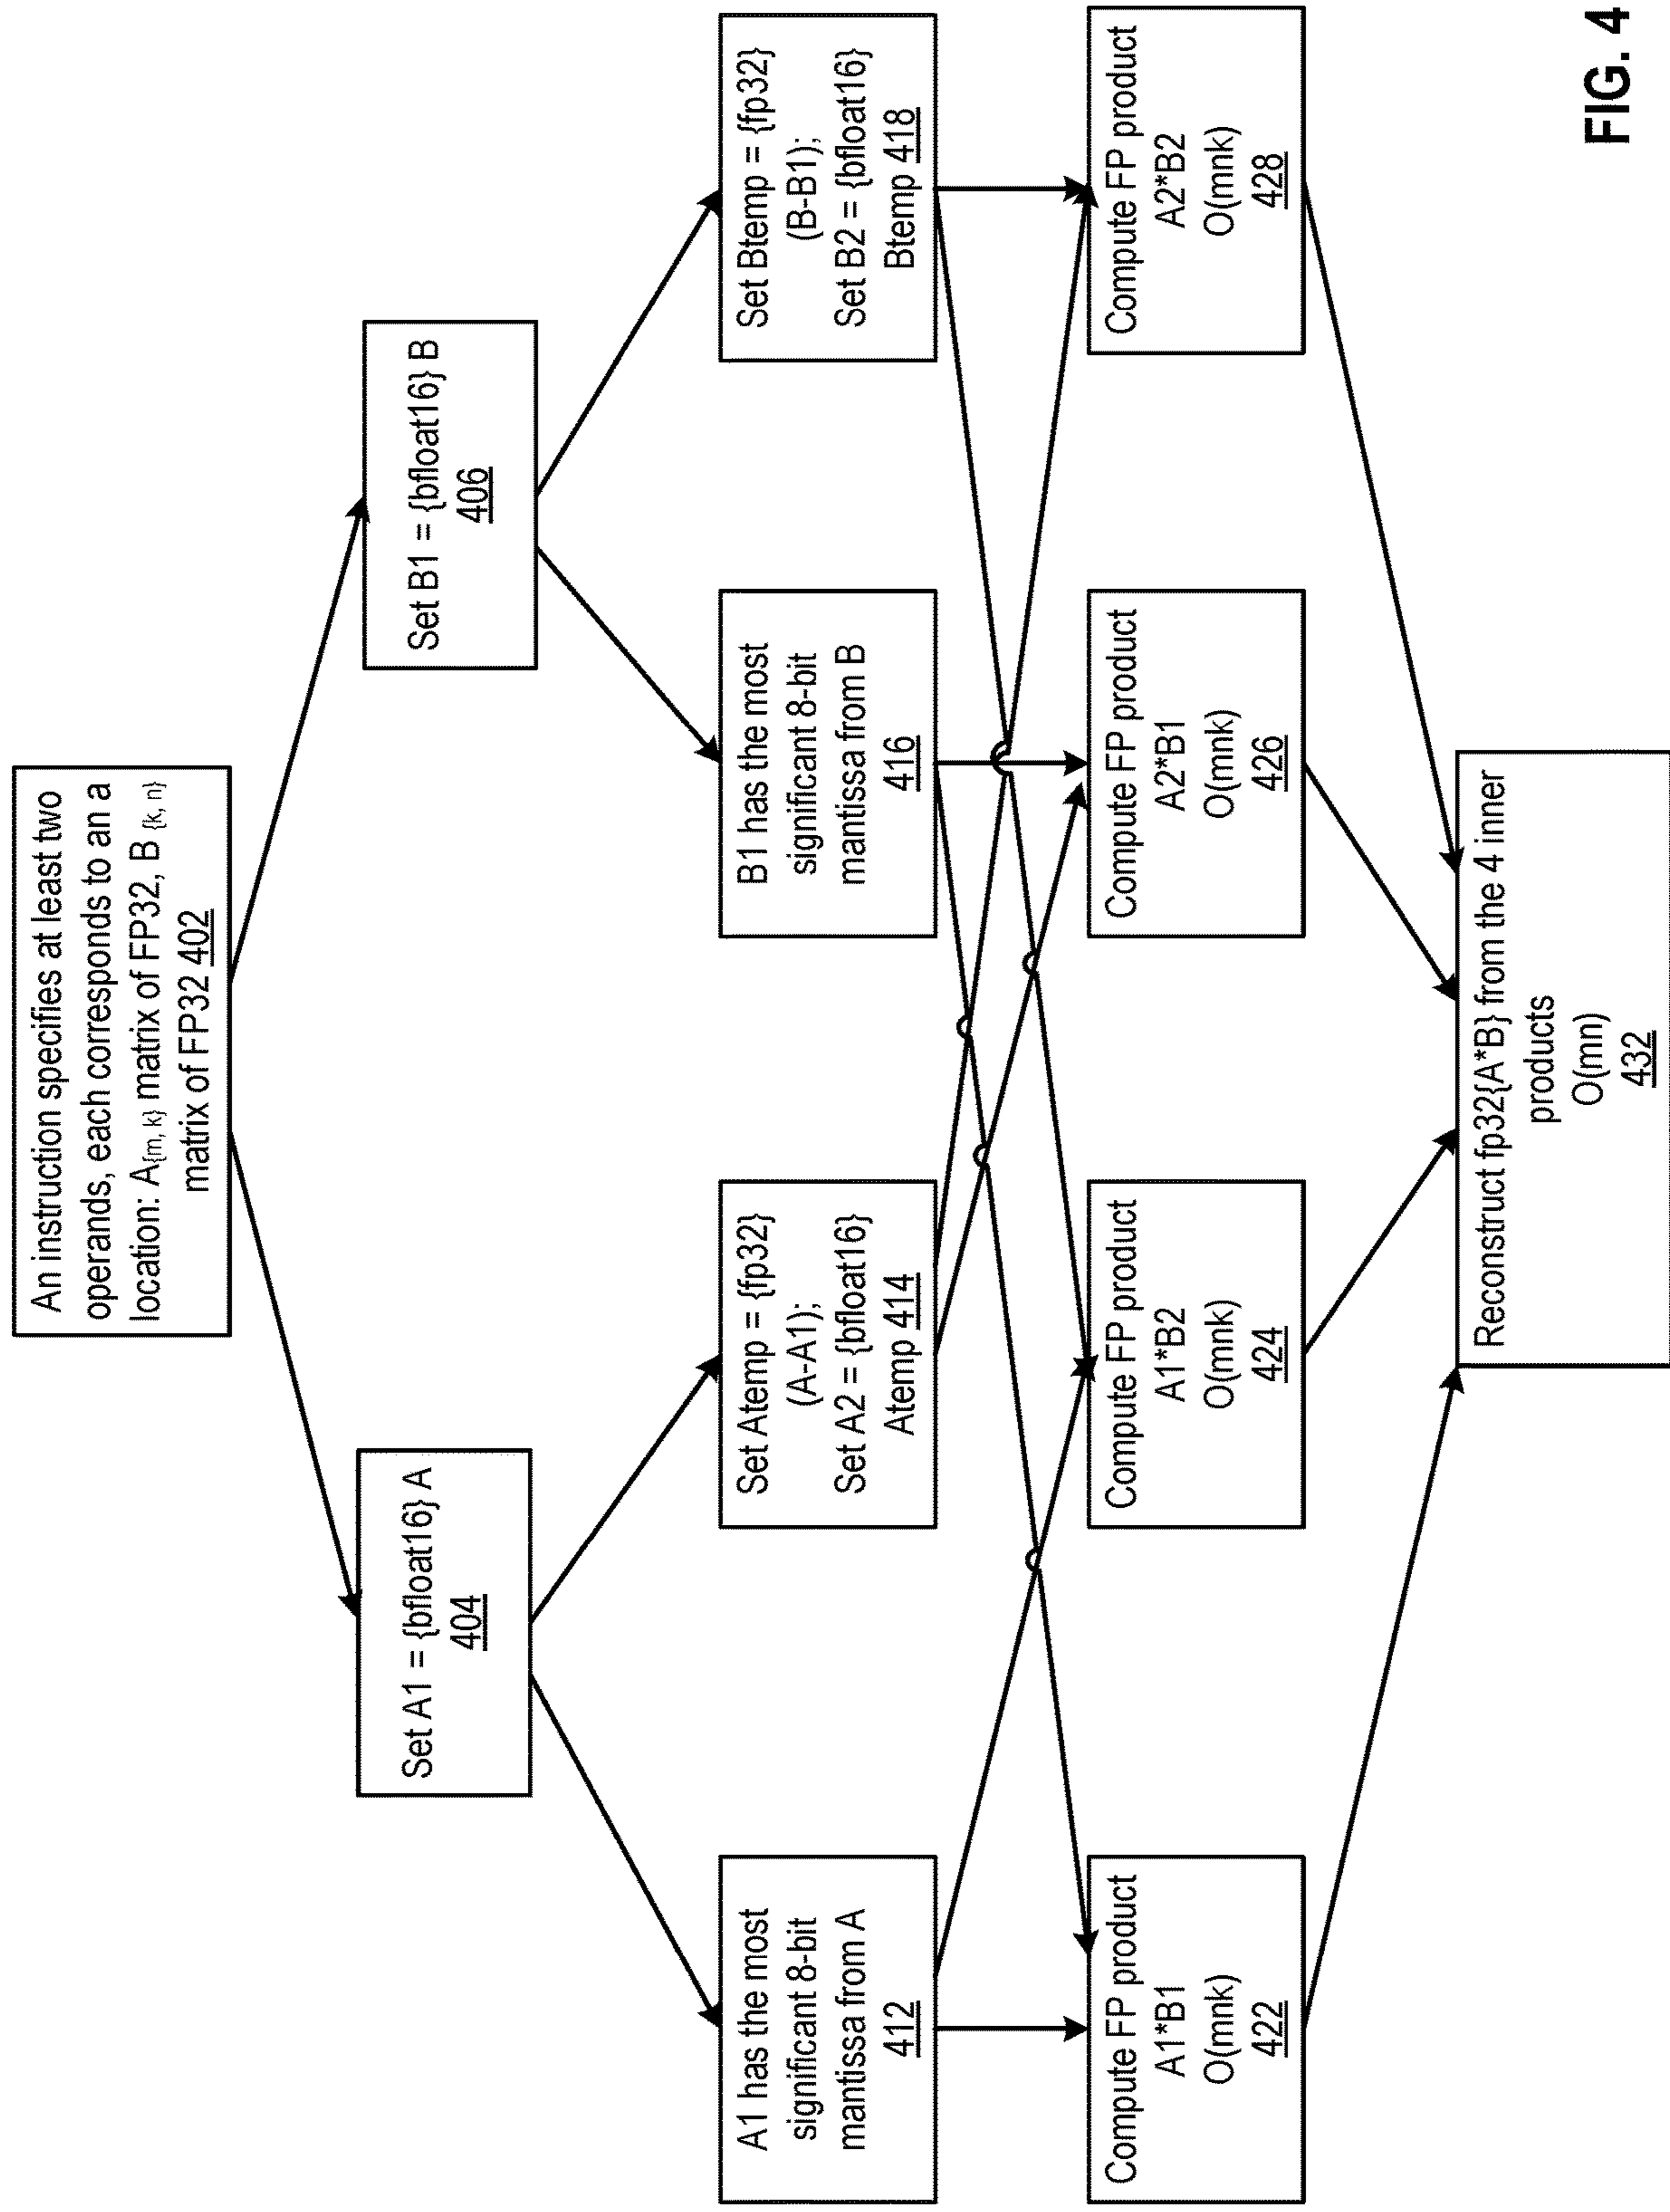 An instruction specifies at least two
operands, each corresponds to an a
location: A{m, k} matrix of FP32, B {k, n}
matrix of FP32 402
Set A1 = {bfloat16} A
404
Set B1 = {bfloat16} B
406
A1 has the most
significant 8-bit
mantissa from A
412
Set Atemp = {fp32}
(A-A1);
Set A2 = {bfloat16}
Atemp 414
B1 has the most
significant 8-bit
mantissa from B
416
Set Btemp = {fp32}
(B-B1);
Set B2 = {bfloat16}
Btemp 418
Compute FP product
A1*B1
O(mnk)
422
Compute FP product
A1*B2
O(mnk)
424
Compute FP product
A2*B1
O(mnk)
426
Compute FP product
A2*B2
O(mnk)
428
Reconstruct fp32{A*B} from the 4 inner
products
O(mn)
432
FIG. 4